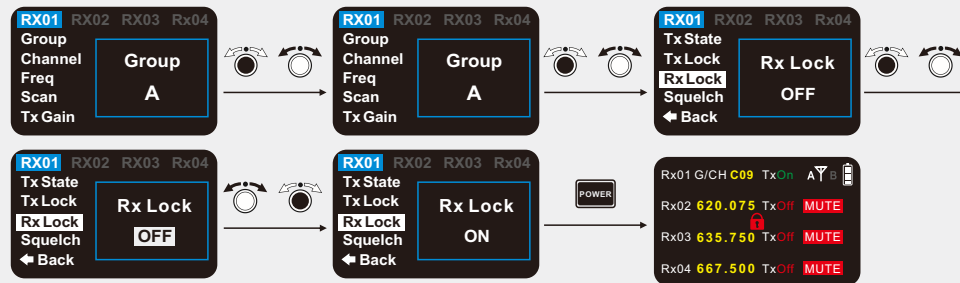 RX01 RX02 RX03 Rx04
Group
Channel
Freq
Scan
Tx Gain
Group
A
RX01 RX02 RX03 Rx04
Group
Channel
Freq
Scan
Tx Gain
Group
A
RX01 RX02 RX03 Rx04
Tx State
Tx Lock
Rx Lock
Squelch
Back
Rx Lock
OFF
RX01 RX02 RX03 Rx04
Tx State
Tx Lock
Rx Lock
Squelch
Back
Rx Lock
OFF
RX01 RX02 RX03 Rx04
Tx State
Tx Lock
Rx Lock
Squelch
Back
Rx Lock
ON
POWER
Rx01 G/CH C09 TxOn A B
Rx02 620.075 TxOff MUTE
Rx03 635.750 TxOff MUTE
Rx04 667.500 TxOff MUTE